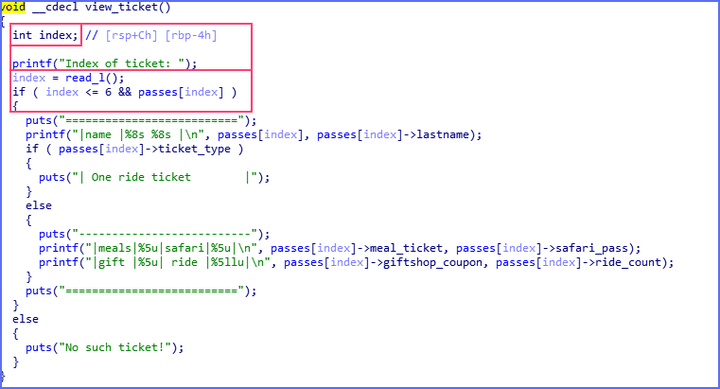 void __cdecl view_ticket()
{
int index; // [rsp+Ch] [rbp-4h]
printf("Index of ticket: ");
index = read_l();
if ( index <= 6 && passes[index] )
{
puts("==========================");
printf("|name |%8s %8s |\n", passes[index], passes[index]->lastname);
if ( passes[index]->ticket_type )
{
puts("| One ride ticket        |");
}
else
{
puts("--------------------------");
printf("|meals|%5u|safari|%5u|\n", passes[index]->meal_ticket, passes[index]->safari_pass);
printf("|gift |%5u| ride |%5llu|\n", passes[index]->giftshop_coupon, passes[index]->ride_count);
}
puts("==========================");
}
else
{
puts("No such ticket!");
}
}